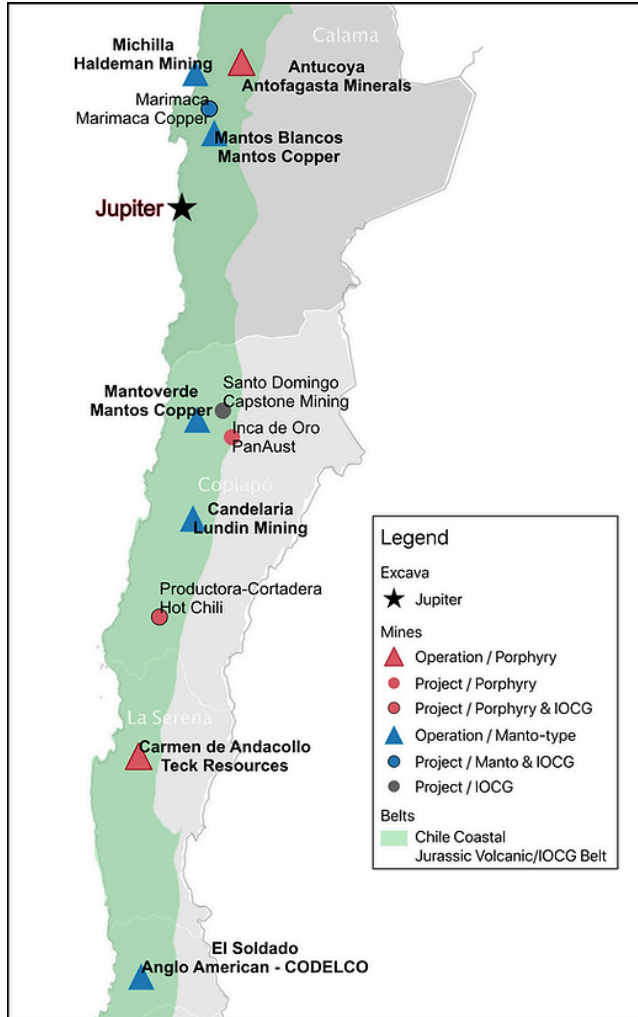 Calama
Michilla
Haldeman Mining
Antucoya
Antofagasta Minerals
Marimaca
Marimaca Copper
Mantos Blancos
Mantos Copper
Jupiter
Santo Domingo
Capstone Mining
Mantoverde
Mantos Copper
Inca de Oro
PanAust
Copiapó
Candelaria
Lundin Mining
Productora-Cortadera
Hot Chili
La Serena
Carmen de Andacollo
Teck Resources
El Soldado
Anglo American - CODELCO
Legend
Excava
Jupiter
Mines
Operation / Porphyry
Project / Porphyry
Project / Porphyry & IOCG
Operation / Manto-type
Project / Manto & IOCG
Project / IOCG
Belts
Chile Coastal
Jurassic Volcanic/IOCG Belt